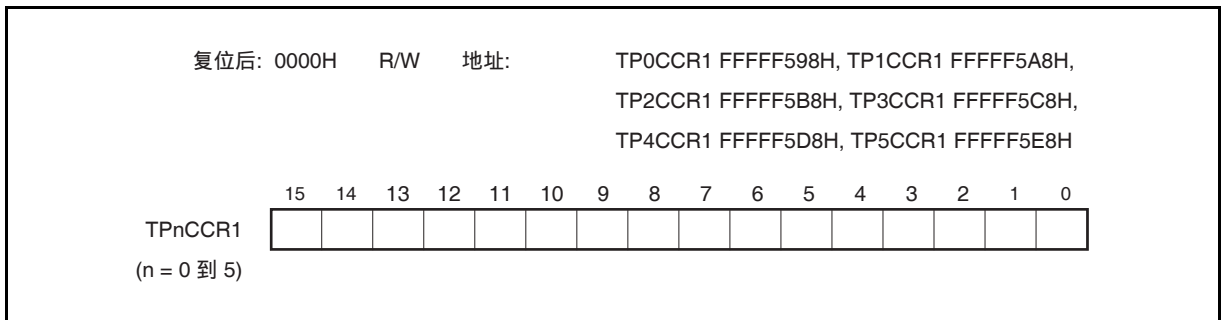 复位后: 0000H R/W 地址: TP0CCR1 FFFFF598H, TP1CCR1 FFFFF5A8H,
TP2CCR1 FFFFF5B8H, TP3CCR1 FFFFF5C8H,
TP4CCR1 FFFFF5D8H, TP5CCR1 FFFFF5E8H
15 14 13 12 11 10 9 8 7 6 5 4 3 2 1 0
TPnCCR1
(n = 0 到 5)